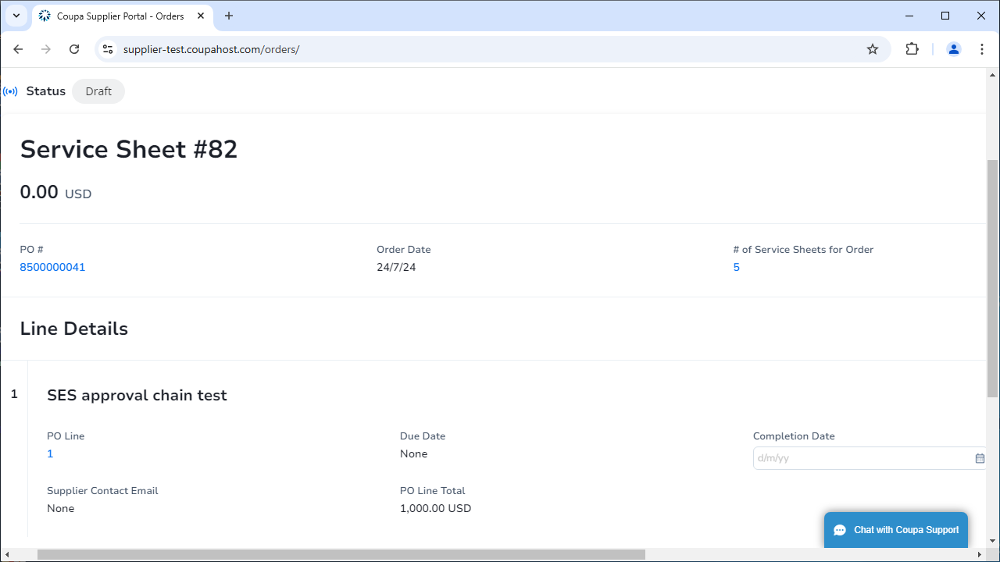 Coupa Supplier Portal - Orders
supplier-test.coupahost.com/orders/
Status Draft
Service Sheet #82
0.00 USD
PO # Order Date # of Service Sheets for Order
8500000041 24/7/24 5
Line Details
1 SES approval chain test
PO Line Due Date Completion Date
1 None d/m/yy
Supplier Contact Email PO Line Total
None 1,000.00 USD
Chat with Coupa Support